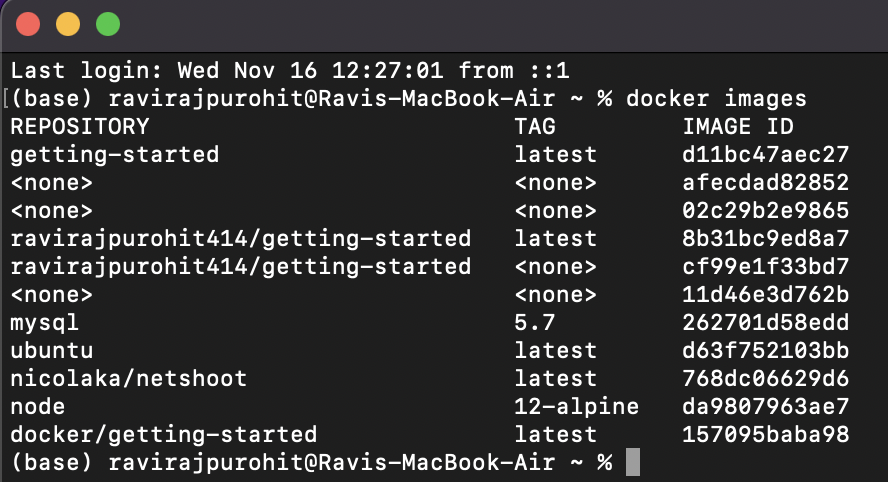 Last login: Wed Nov 16 12:27:01 from ::1
[(base) ravirajpurohit@Ravis-MacBook-Air ~ % docker images
REPOSITORY TAG IMAGE ID
getting-started latest d11bc47aec27
<none> <none> afecdad82852
<none> <none> 02c29b2e9865
ravirajpurohit414/getting-started latest 8b31bc9ed8a7
ravirajpurohit414/getting-started <none> cf99e1f33bd7
<none> <none> 11d46e3d762b
mysql 5.7 262701d58edd
ubuntu latest d63f752103bb
nicolaka/netshoot latest 768dc06629d6
node 12-alpine da9807963ae7
docker/getting-started latest 157095baba98
(base) ravirajpurohit@Ravis-MacBook-Air ~ %